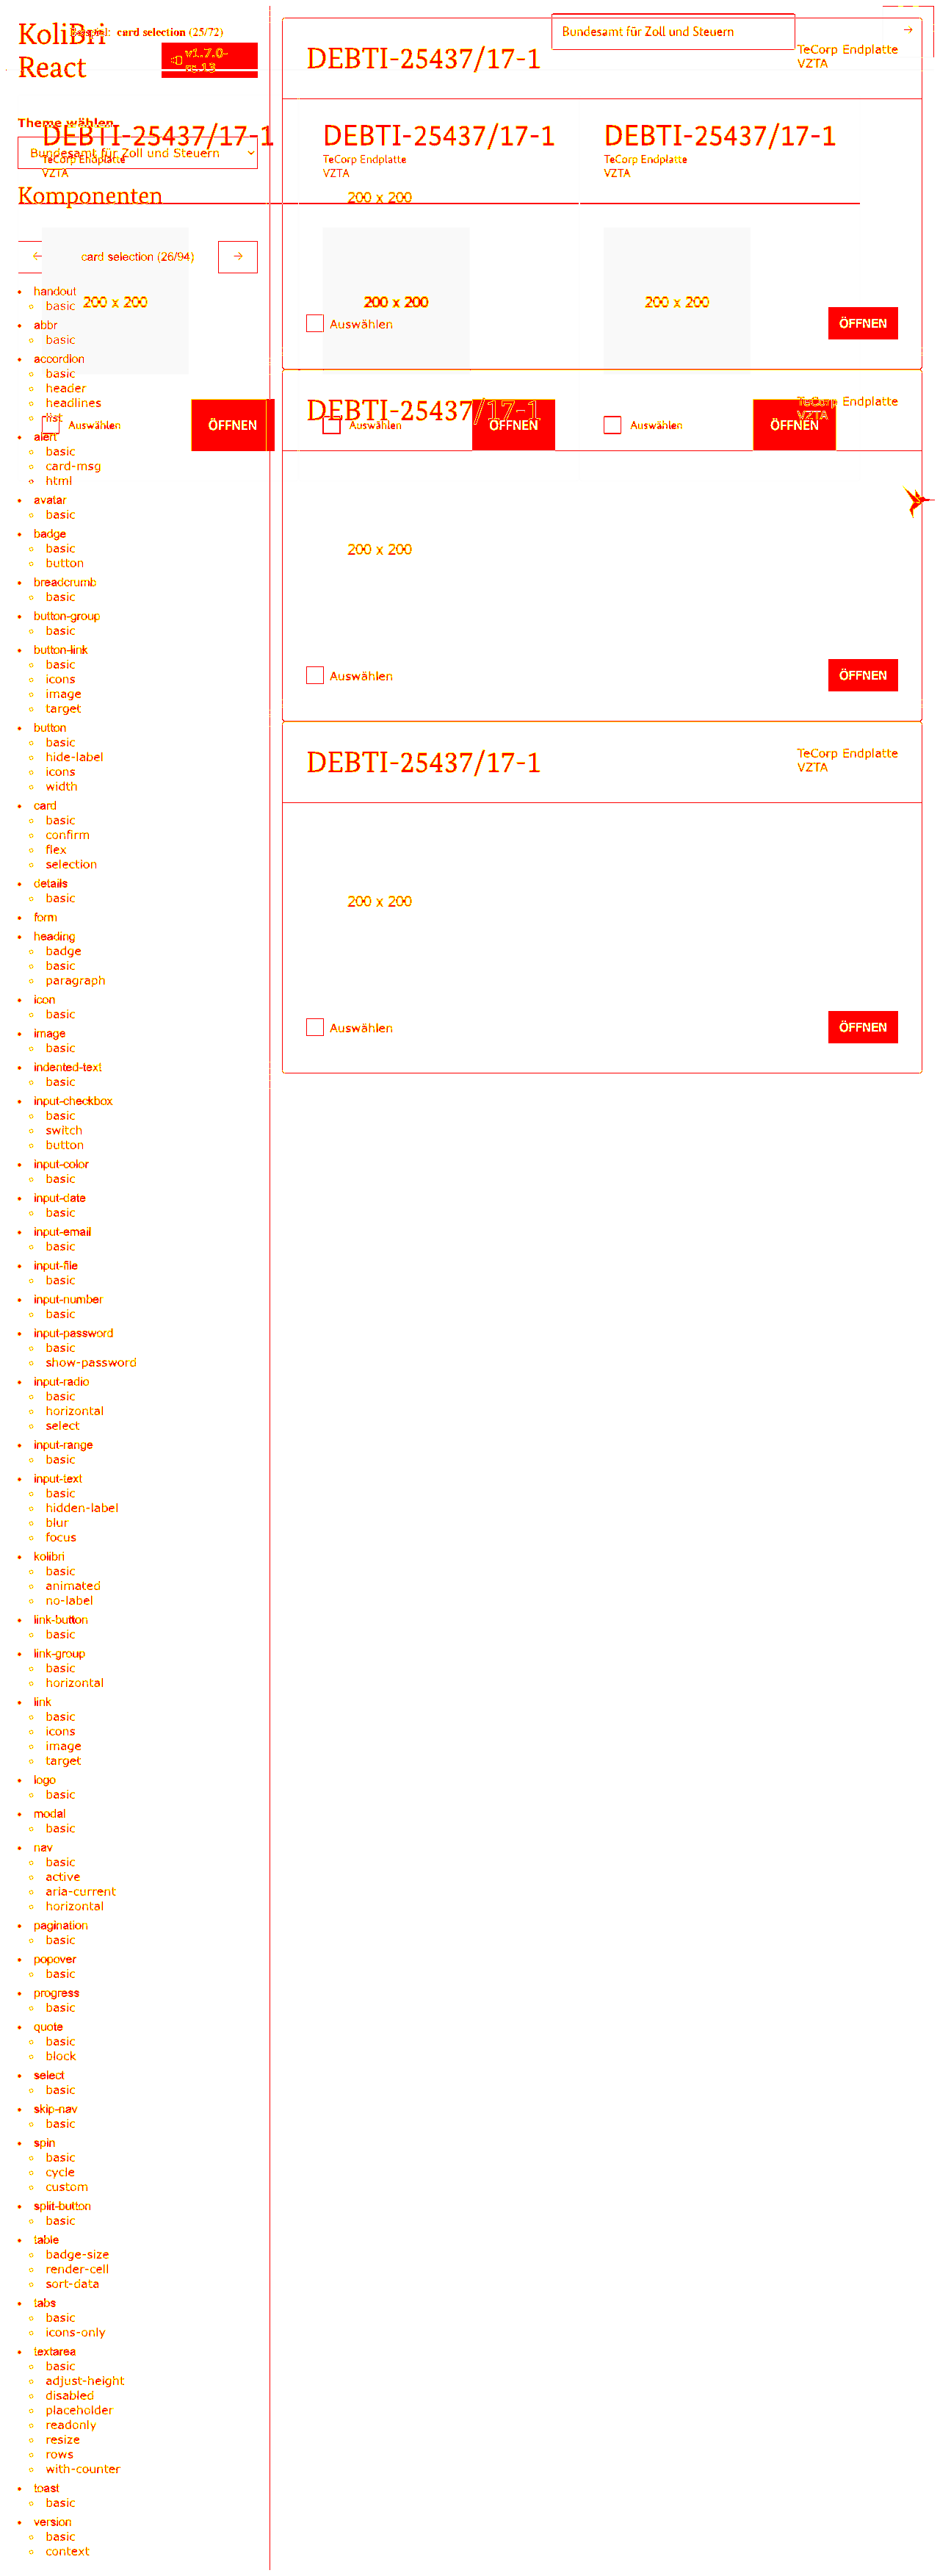 KoliBri
React
Beispiel: card selection (25/72)
v1.7.0-
rc.13
Theme wählen
Bundesamt für Zoll und Steuern
Komponenten
← card selection (26/94) →
handout
basic
abbr
basic
accordion
basic
header
headlines
list
alert
basic
card-msg
html
avatar
basic
badge
basic
button
breadcrumb
basic
button-group
basic
button-link
basic
icons
image
target
button
basic
hide-label
icons
width
card
basic
confirm
flex
selection
details
basic
form
heading
badge
basic
paragraph
icon
basic
image
basic
indented-text
basic
input-checkbox
basic
switch
button
input-color
basic
input-date
basic
input-email
basic
input-file
basic
input-number
basic
input-password
basic
show-password
input-radio
basic
horizontal
select
input-range
basic
input-text
basic
hidden-label
blur
focus
kolibri
basic
animated
no-label
link-button
basic
link-group
basic
horizontal
link
basic
icons
image
target
logo
basic
modal
basic
nav
basic
active
aria-current
horizontal
pagination
basic
popover
basic
progress
basic
quote
basic
block
select
basic
skip-nav
basic
spin
basic
cycle
custom
split-button
basic
table
badge-size
render-cell
sort-data
tabs
basic
icons-only
textarea
basic
adjust-height
disabled
placeholder
readonly
resize
rows
with-counter
toast
basic
version
basic
context
Bundesamt für Zoll und Steuern →
DEBTI-25437/17-1
TeCorp Endplatte
VZTA
DEBTI-25437/17-1 DEBTI-25437/17-1 DEBTI-25437/17-1
TeCorp Endplatte TeCorp Endplatte TeCorp Endplatte
VZTA VZTA VZTA
200 x 200
200 x 200 200 x 200 200 x 200
Auswählen ÖFFNEN
DEBTI-25437/17-1
TeCorp Endplatte
VZTA
Auswählen ÖFFNEN Auswählen ÖFFNEN Auswählen ÖFFNEN
200 x 200
Auswählen ÖFFNEN
DEBTI-25437/17-1
TeCorp Endplatte
VZTA
200 x 200
Auswählen ÖFFNEN